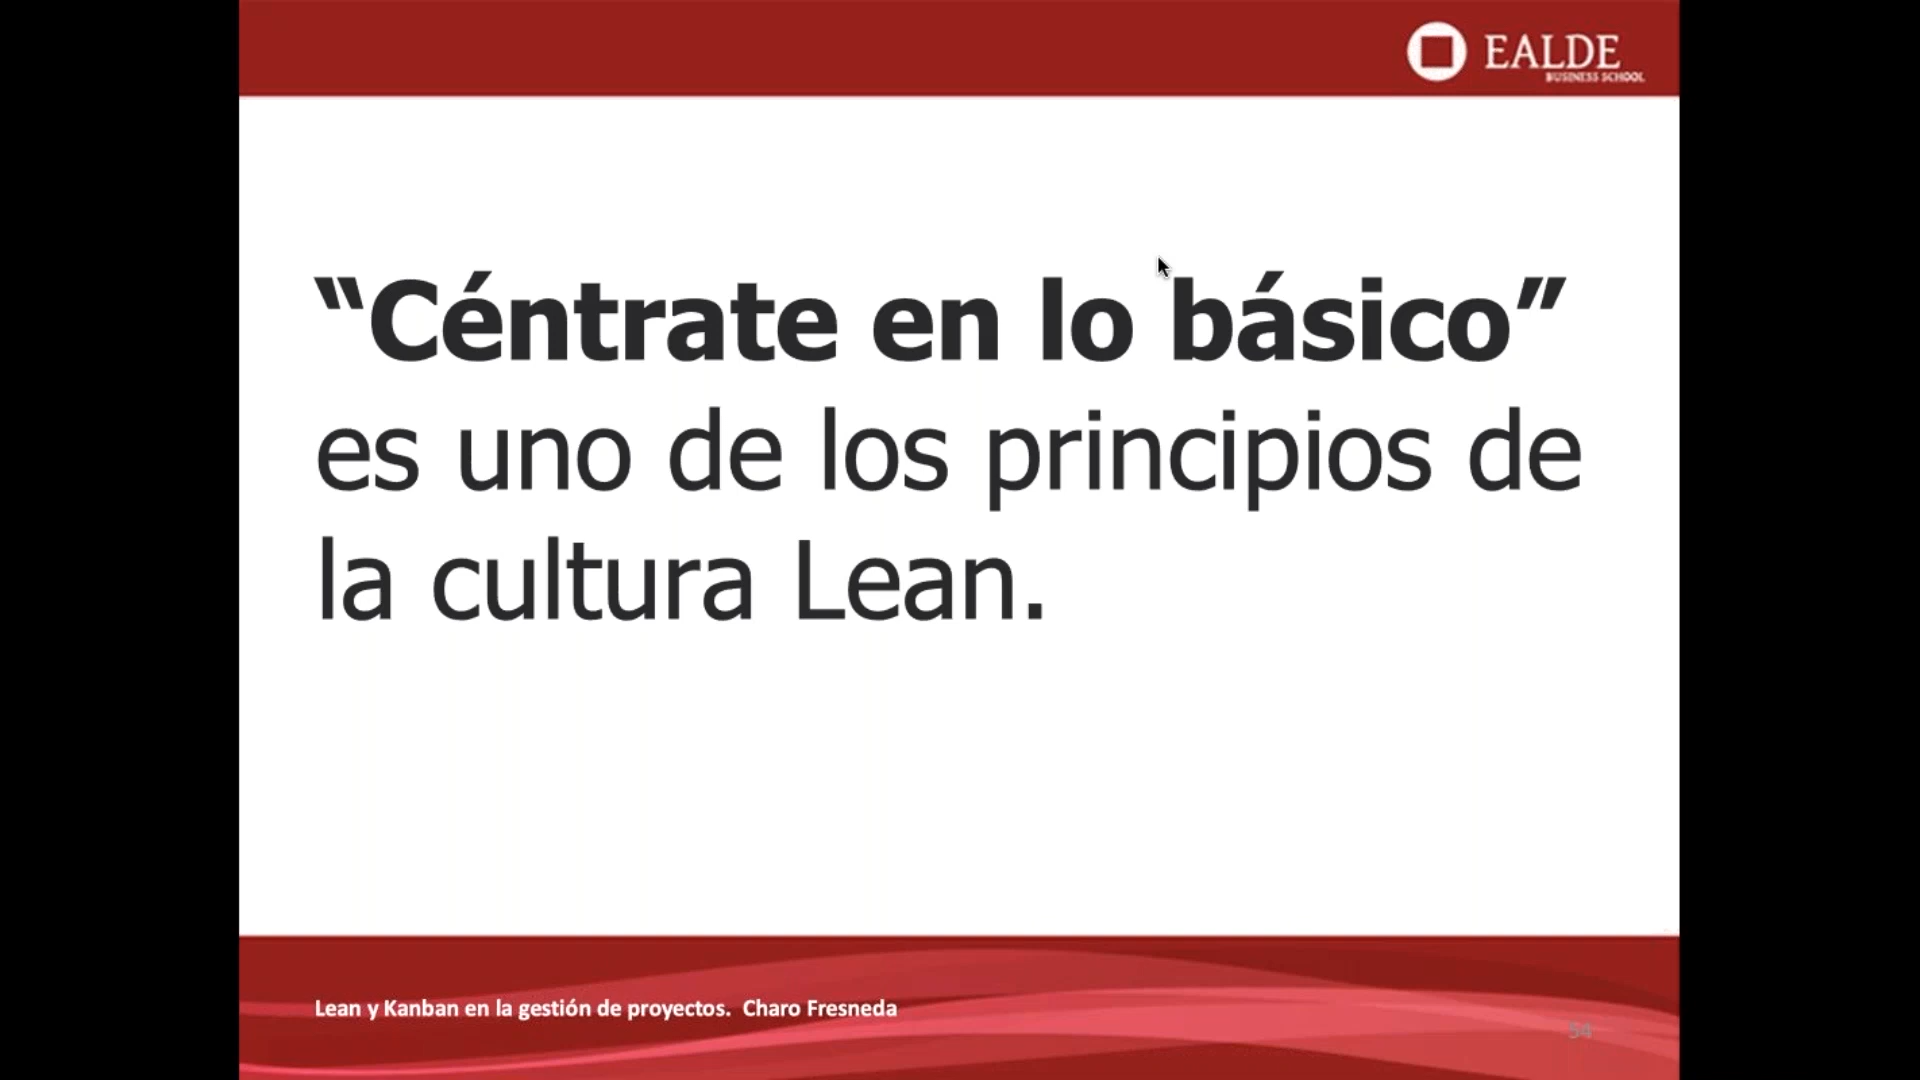 EALDE
BUSINESS SCHOOL
“Céntrate en lo básico”
es uno de los principios de
la cultura Lean.
Lean y Kanban en la gestión de proyectos. Charo Fresneda
54